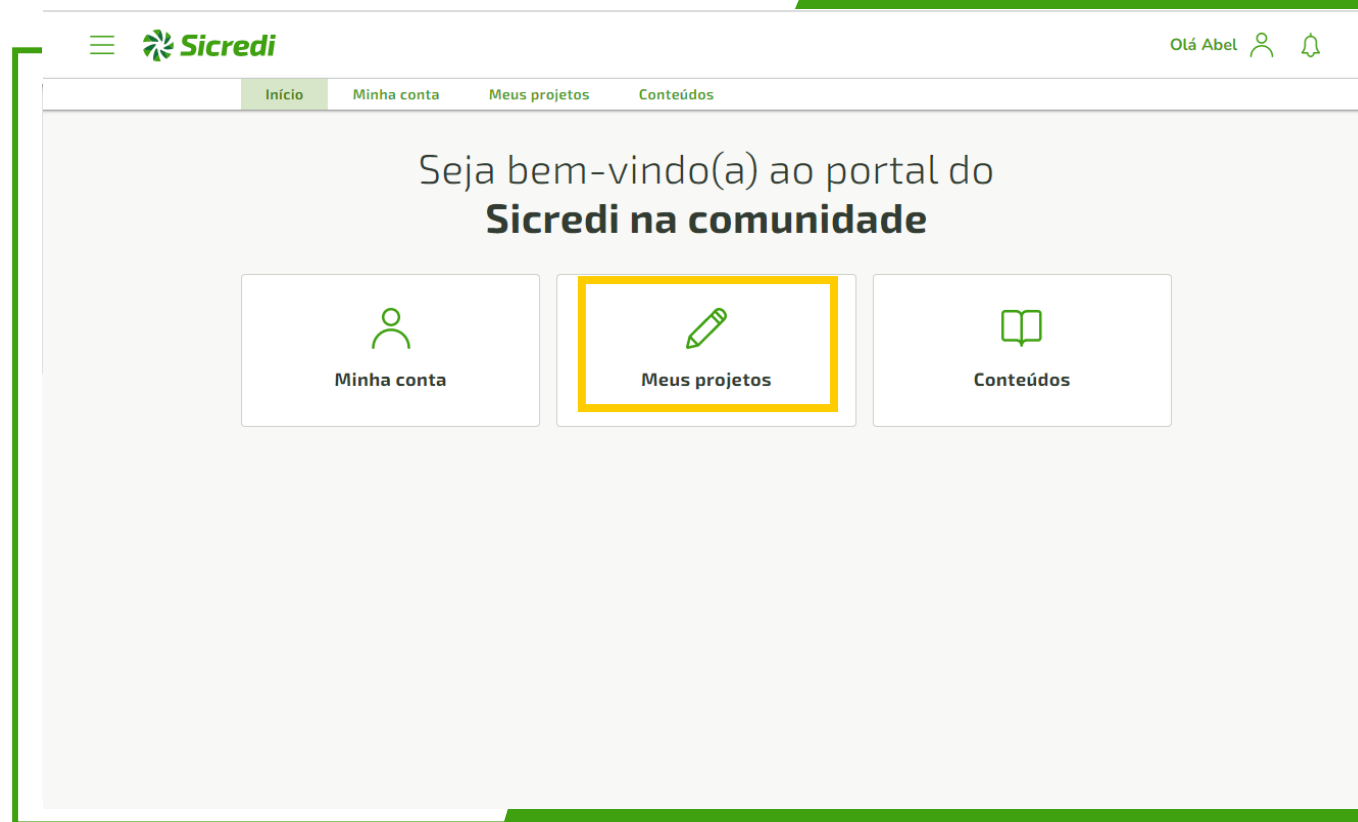 Sicredi
Olá Abel
Início Minha conta Meus projetos Conteúdos
Seja bem-vindo(a) ao portal do
Sicredi na comunidade
Minha conta Meus projetos Conteúdos